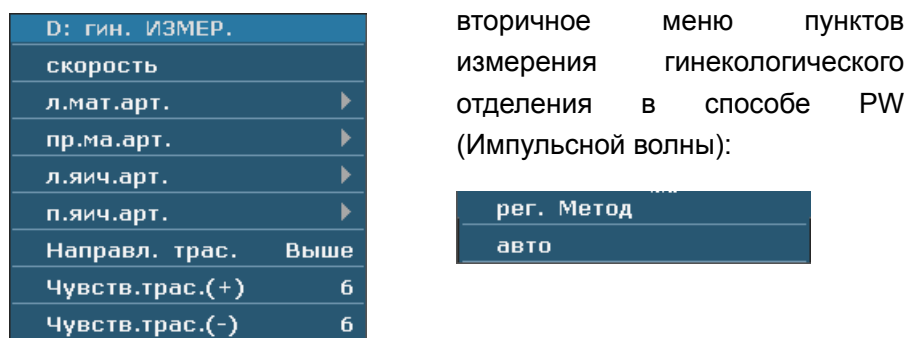 D: гин. ИЗМЕР.
скорость
л.мат.арт.
пр.ма.арт.
л.яич.арт.
п.яич.арт.
Направл. трас. Выше
Чувств.трас.(+) 6
Чувств.трас.(-) 6
вторичное меню пунктов
измерения гинекологического
отделения в способе PW
(Импульсной волны):
рег. Метод
авто